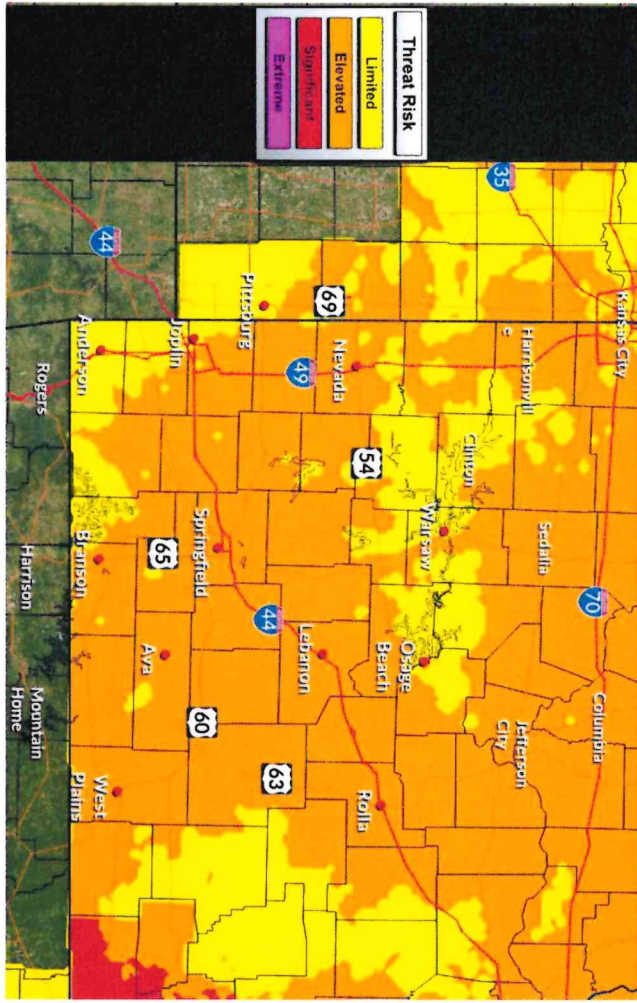 Threat Risk
Limited
Elevated
Significant
Extreme
Kansas City
35
70
Columbia
Harrisonvill
e
Sedalia
Jefferson
City
Clinton
Warsaw
Osage
Beach
69
Nevada
54
Rolla
Pittsburg
49
Lebanon
44
63
Joplin
Springfield
60
44
65
Ava
Anderson
Branson
West
Plains
Rogers
Harrison
Mountain
Home